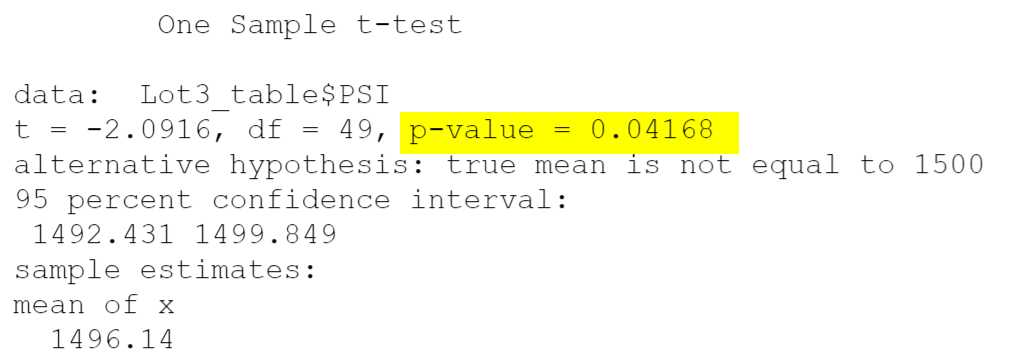 One Sample t-test
data: Lot3_table$PSI
t = -2.0916, df = 49, p-value = 0.04168
alternative hypothesis: true mean is not equal to 1500
95 percent confidence interval:
1492.431 1499.849
sample estimates:
mean of x
1496.14